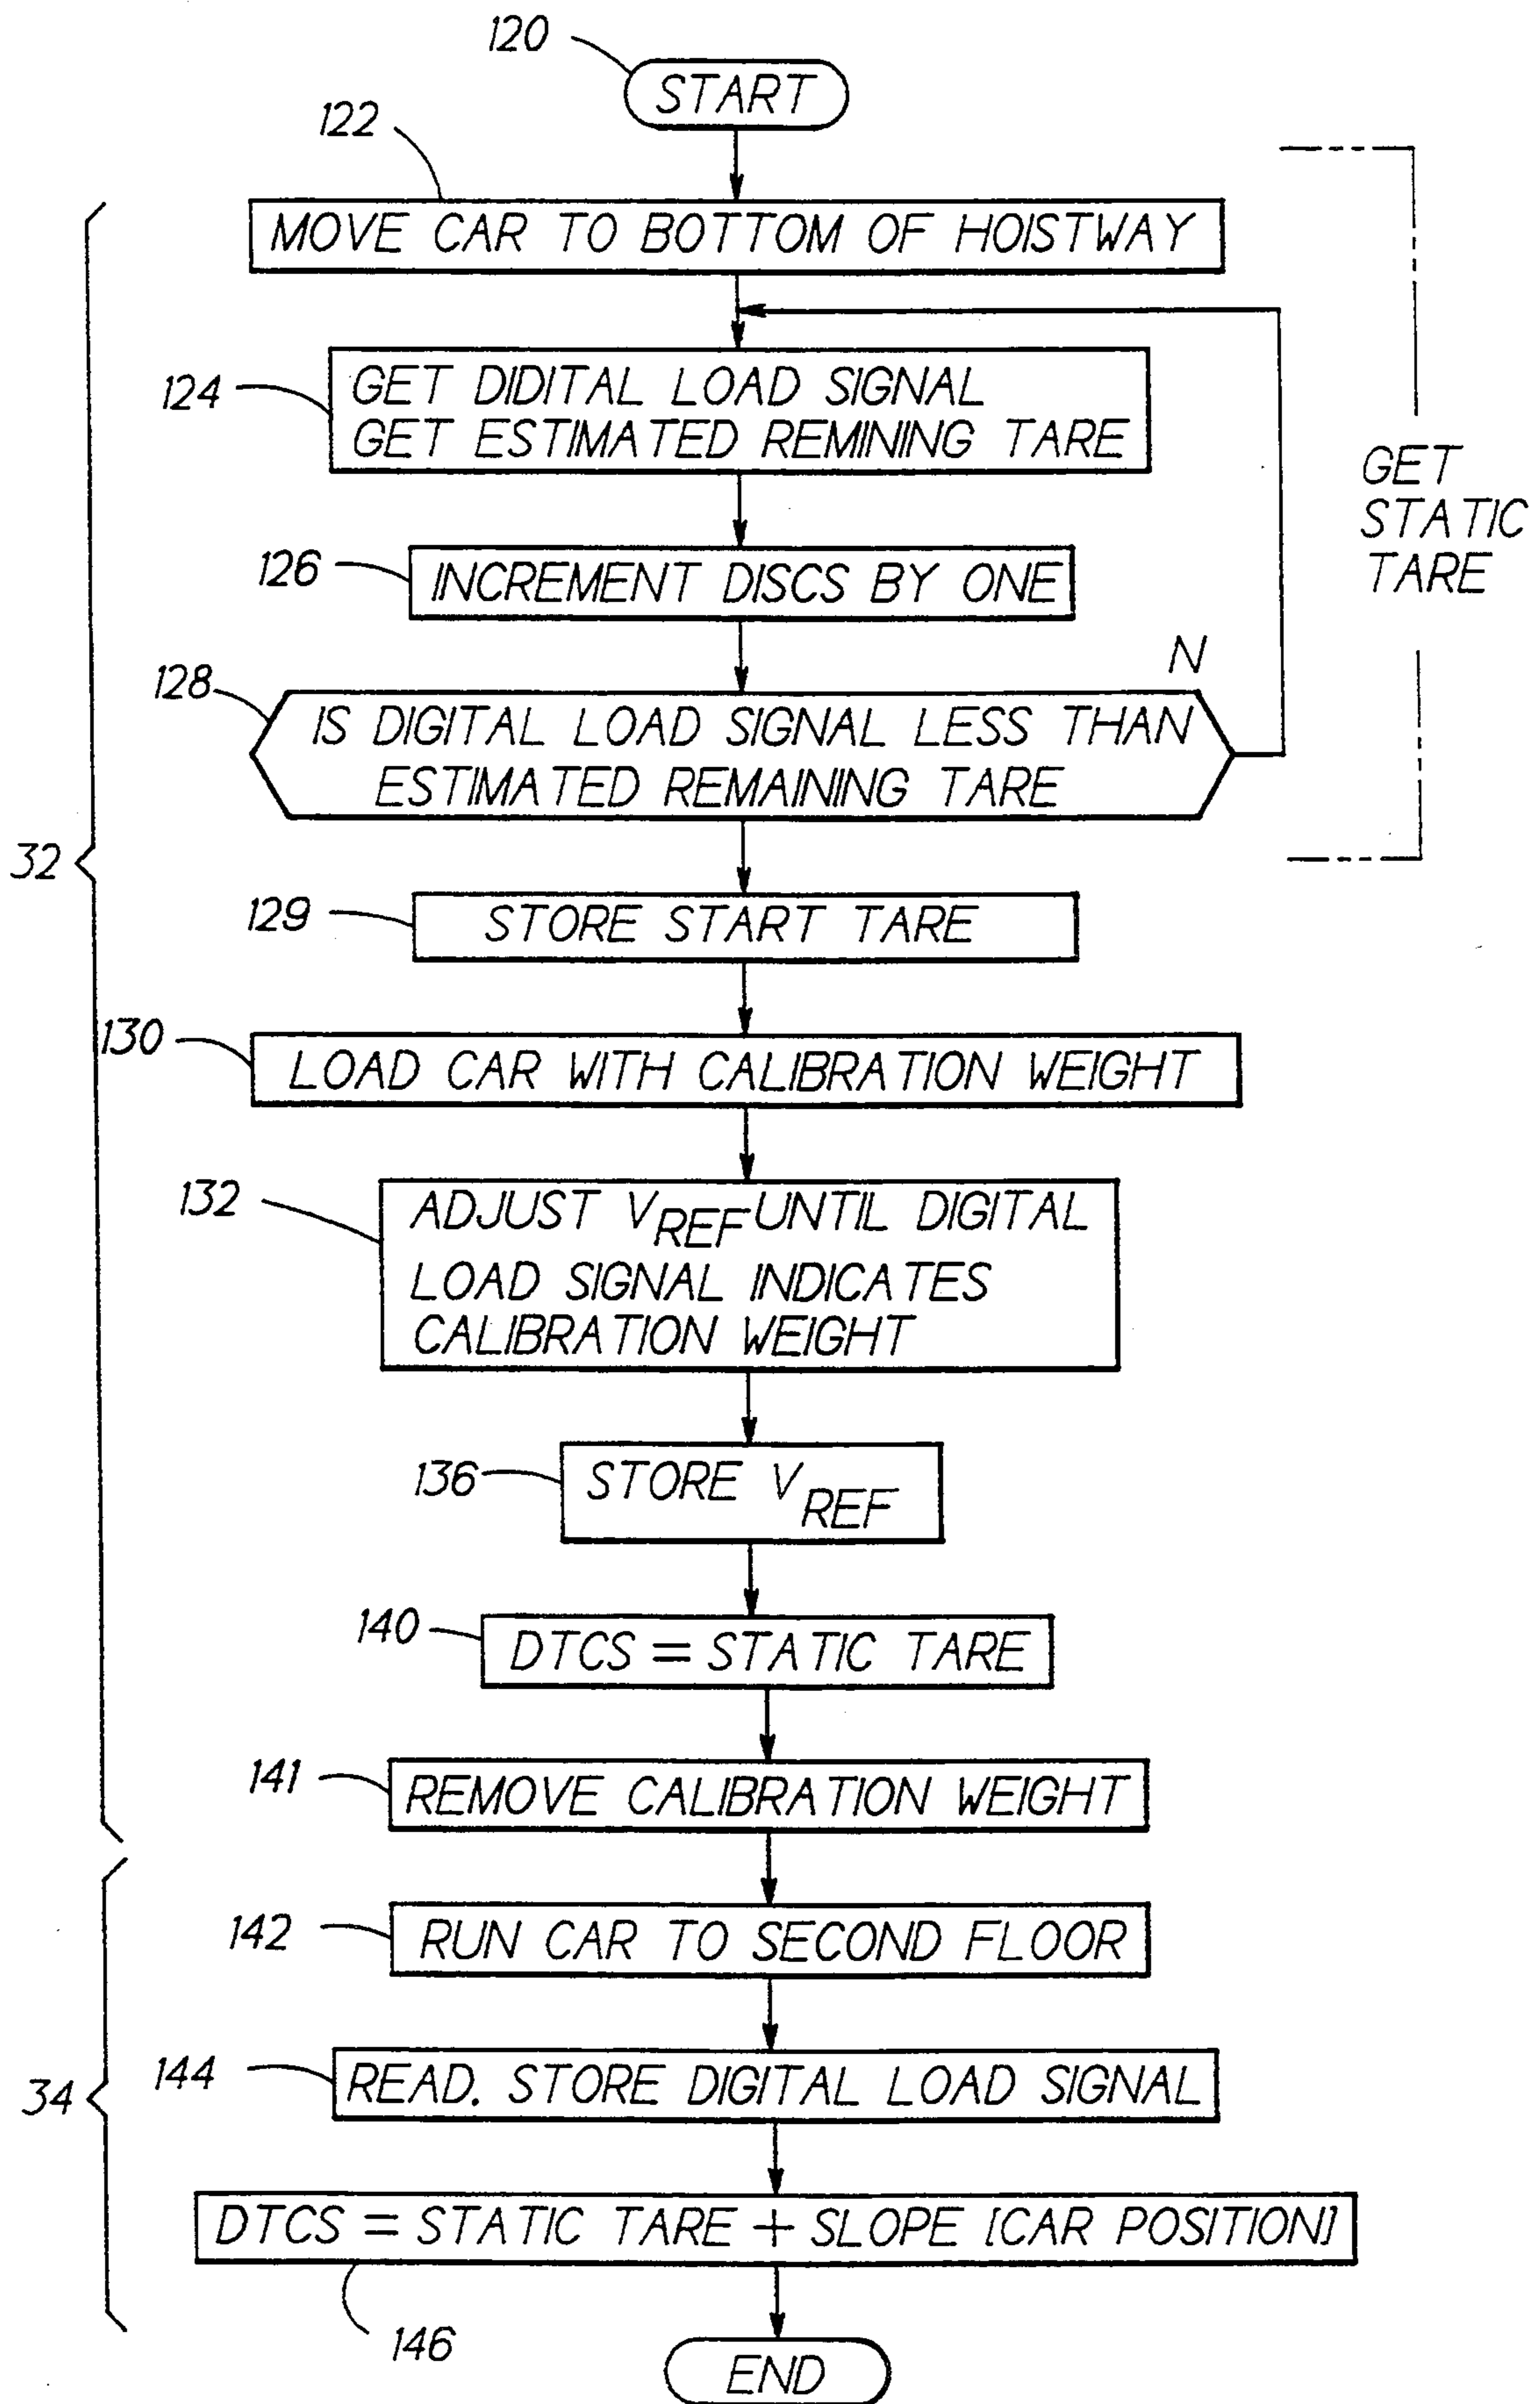 120
START
122
MOVE CAR TO BOTTOM OF HOISTWAY
124
GET DIDITAL LOAD SIGNAL
GET ESTIMATED REMINING TARE
GET
STATIC
TARE
126
INCREMENT DISCS BY ONE
N
128
IS DIGITAL LOAD SIGNAL LESS THAN
ESTIMATED REMAINING TARE
32
129
STORE START TARE
130
LOAD CAR WITH CALIBRATION WEIGHT
132
ADJUST VREF UNTIL DIGITAL
LOAD SIGNAL INDICATES
CALIBRATION WEIGHT
136
STORE VREF
140
DTCS = STATIC TARE
141
REMOVE CALIBRATION WEIGHT
142
RUN CAR TO SECOND FLOOR
34
144
READ. STORE DIGITAL LOAD SIGNAL
DTCS = STATIC TARE + SLOPE [CAR POSITION]
146
END